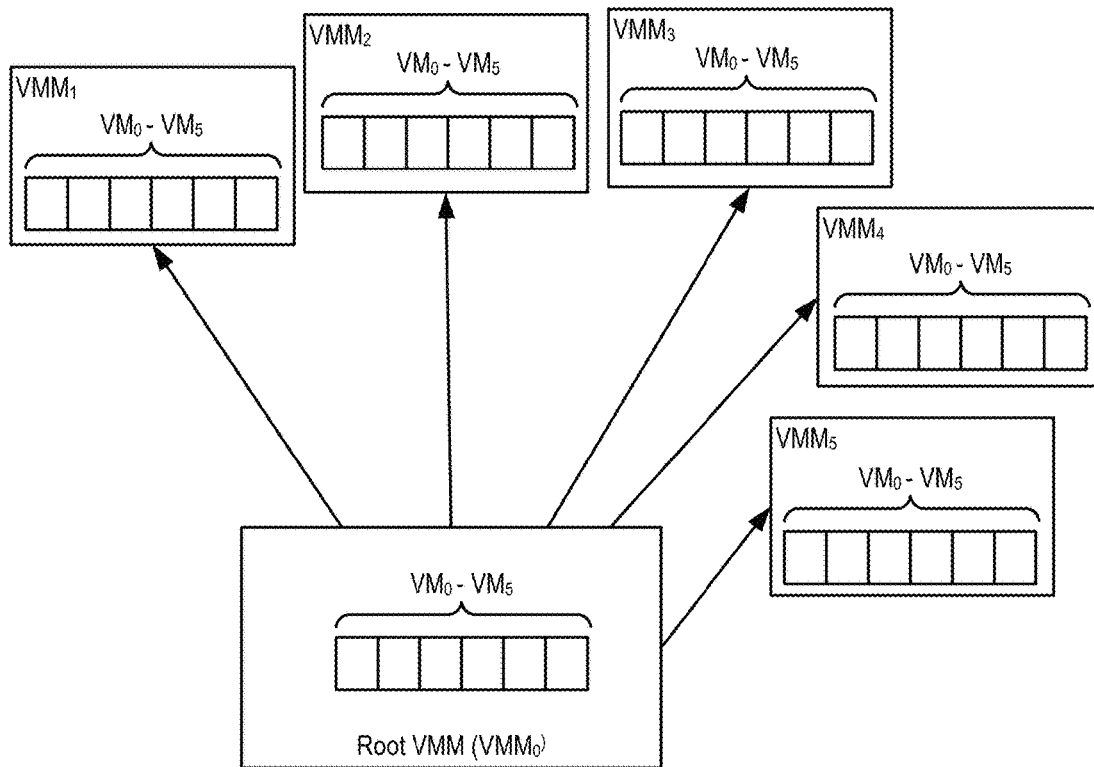 VMM₁
VM₀ - VM₅
VMM₂
VM₀ - VM₅
VMM₃
VM₀ - VM₅
VMM₄
VM₀ - VM₅
VMM₅
VM₀ - VM₅
VM₀ - VM₅
Root VMM (VMM₀)